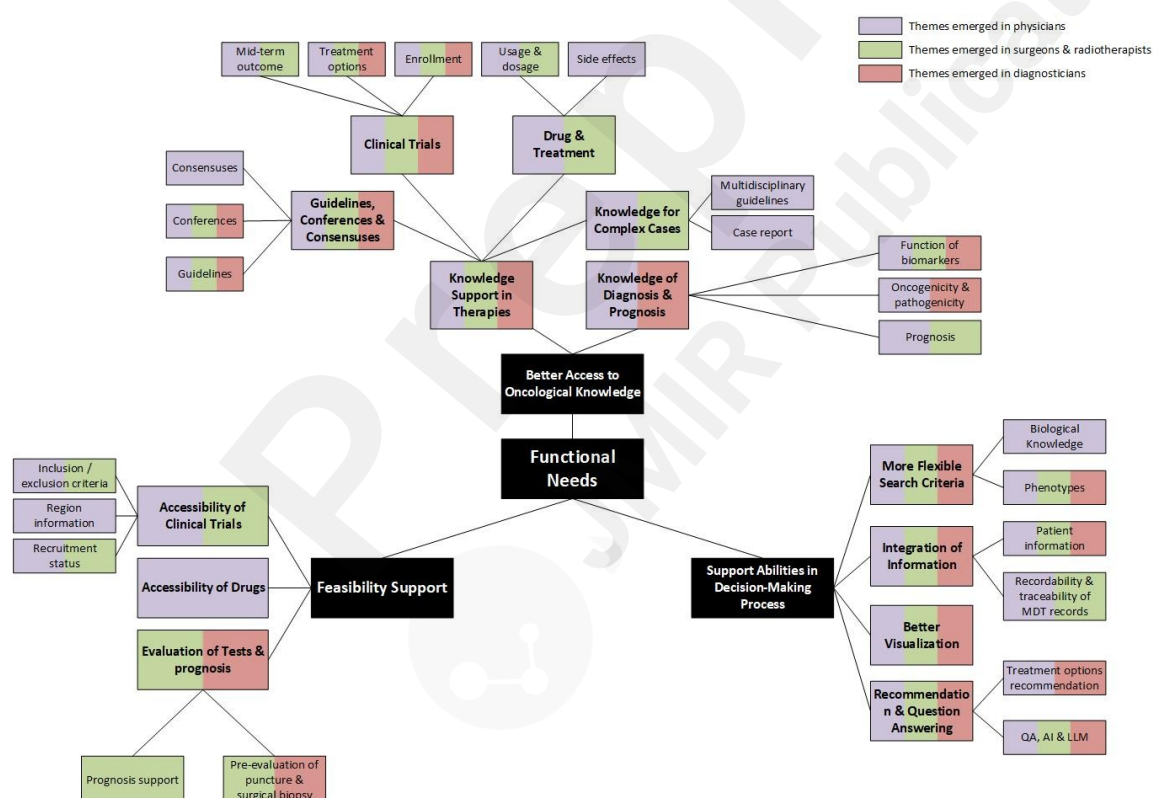 Themes emerged in physicians
Themes emerged in surgeons & radiotherapists
Themes emerged in diagnosticians
Mid-term
outcome
Treatment
options
Enrollment
Usage &
dosage
Side effects
Clinical Trials
Drug &
Treatment
Consensuses
Conferences
Guidelines
Guidelines,
Conferences &
Consensuses
Knowledge for
Complex Cases
Multidisciplinary
guidelines
Case report
Knowledge
Support in
Therapies
Knowledge of
Diagnosis &
Prognosis
Function of
biomarkers
Oncogenicity &
pathogenicity
Prognosis
Better Access to
Oncological Knowledge
Functional
Needs
Inclusion /
exclusion criteria
Region
information
Recruitment
status
Accessibility of
Clinical Trials
Accessibility of Drugs
Evaluation of Tests &
prognosis
Feasibility Support
Prognosis support
Pre-evaluation of
puncture &
surgical biopsy
Support Abilities in
Decision-Making
Process
More Flexible
Search Criteria
Biological
Knowledge
Phenotypes
Integration of
Information
Patient
information
Recordability &
traceability of
MDT records
Better
Visualization
Recommendatio
n & Question
Answering
Treatment options
recommendation
QA, AI & LLM
Prepr
JMIR Publicat